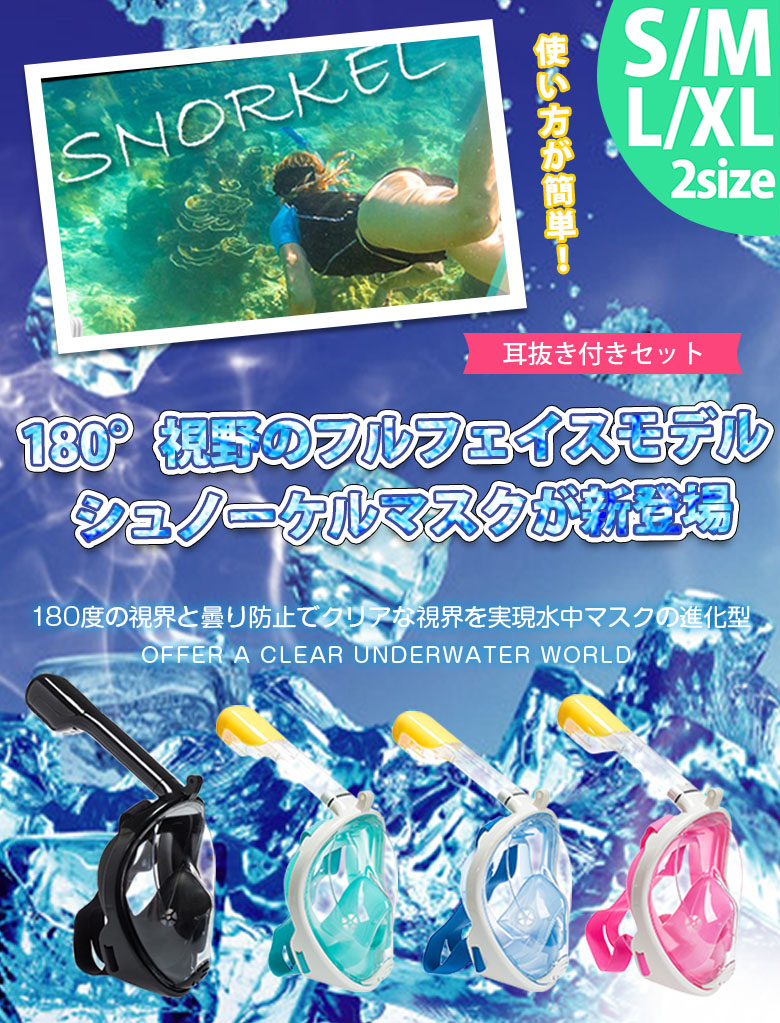 SNORKEL
使い方が簡単！
S/M
L/XL
2size
耳抜き付きセット
180°視野のフルフェイスモデル
シュノーケルマスクが新登場
180度の視界と曇り防止でクリアな視界を実現水中マスクの進化型
OFFER A CLEAR UNDERWATER WORLD